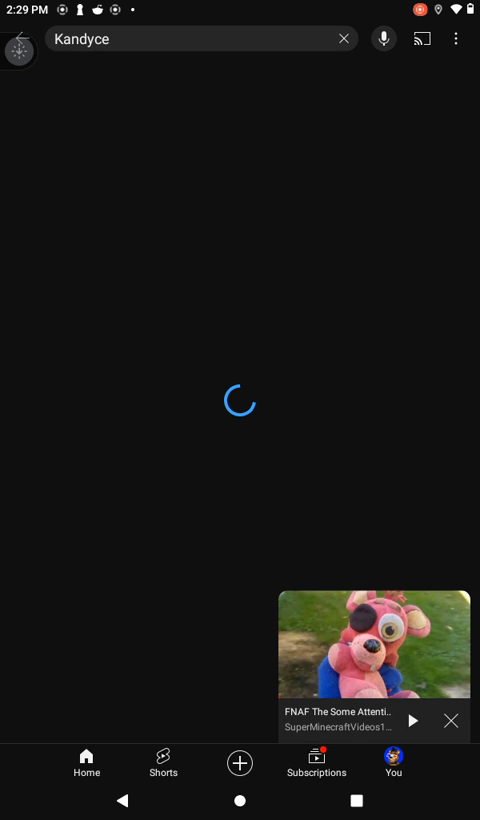 2:29 PM
Kandyce
FNAF The Some Attenti..
SuperMinecraftVideos1...
Home
Shorts
Subscriptions
You